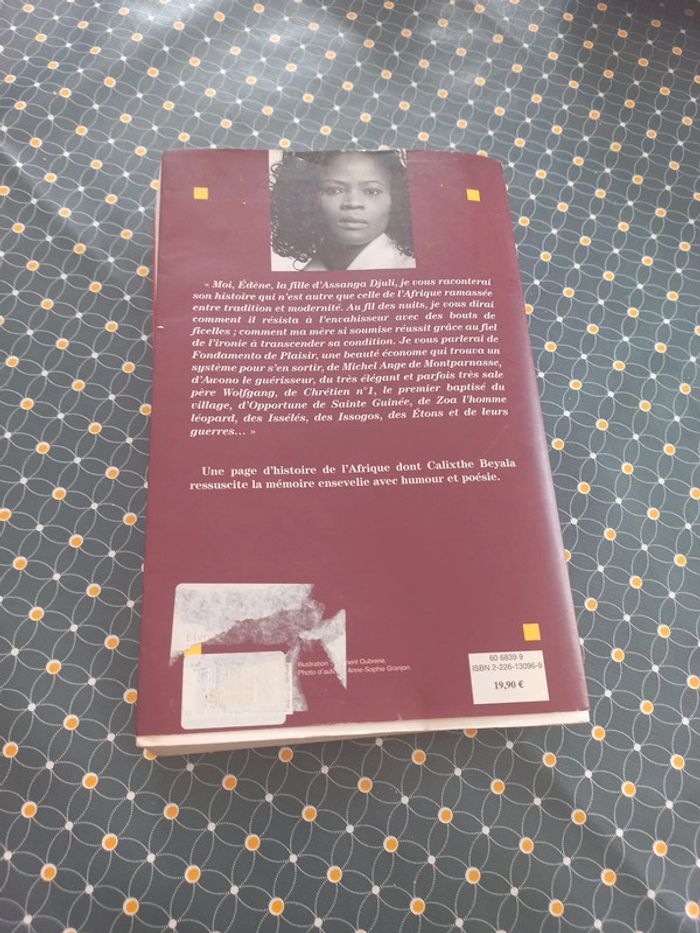 « Moi, Édène, la fille d'Assanga Djuli, je vous raconterai
son histoire qui n'est autre que celle de l'Afrique ramassée
entre tradition et modernité. Au fil des nuits, je vous dirai
comment il résista à l'envahisseur avec des bouts de
ficelles ; comment ma mère si soumise réussit grâce au fiel
de l'ironie à transcender sa condition. Je vous parlerai de
Fondamento de Plaisir, une beauté économe qui trouva un
système pour s'en sortir, de Michel Ange de Montparnasse,
d'Awono le guérisseur, du très élégant et parfois très sale
père Wolfgang, de Chrétien n°1, le premier baptisé du
village, d'Opportune de Sainte Guinée, de Zoa l'homme
léopard, des Issélés, des Issogos, des Étons et de leurs
guerres... »
Une page d'histoire de l'Afrique dont Calixthe Beyala
ressuscite la mémoire ensevelie avec humour et poésie.
Illustration
Photo Anne-Sophie Granjon.
60 6839 9
ISBN 2-226-13096-9
19,90 €